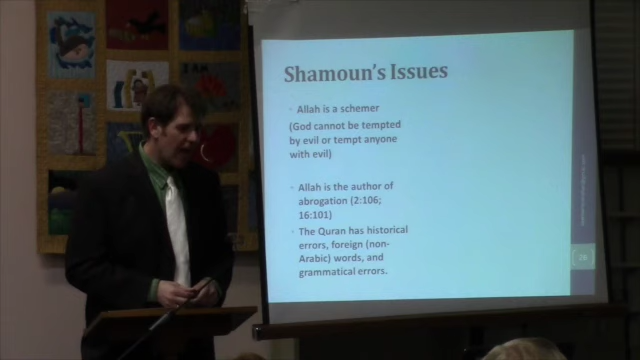 Shamoun's Issues
Allah is a schemer
(God cannot be tempted
by evil or tempt anyone
with evil)
Allah is the author of
abrogation (2:106;
16:101)
The Quran has historical
errors, foreign (non-
Arabic) words, and
grammatical errors.
I AM